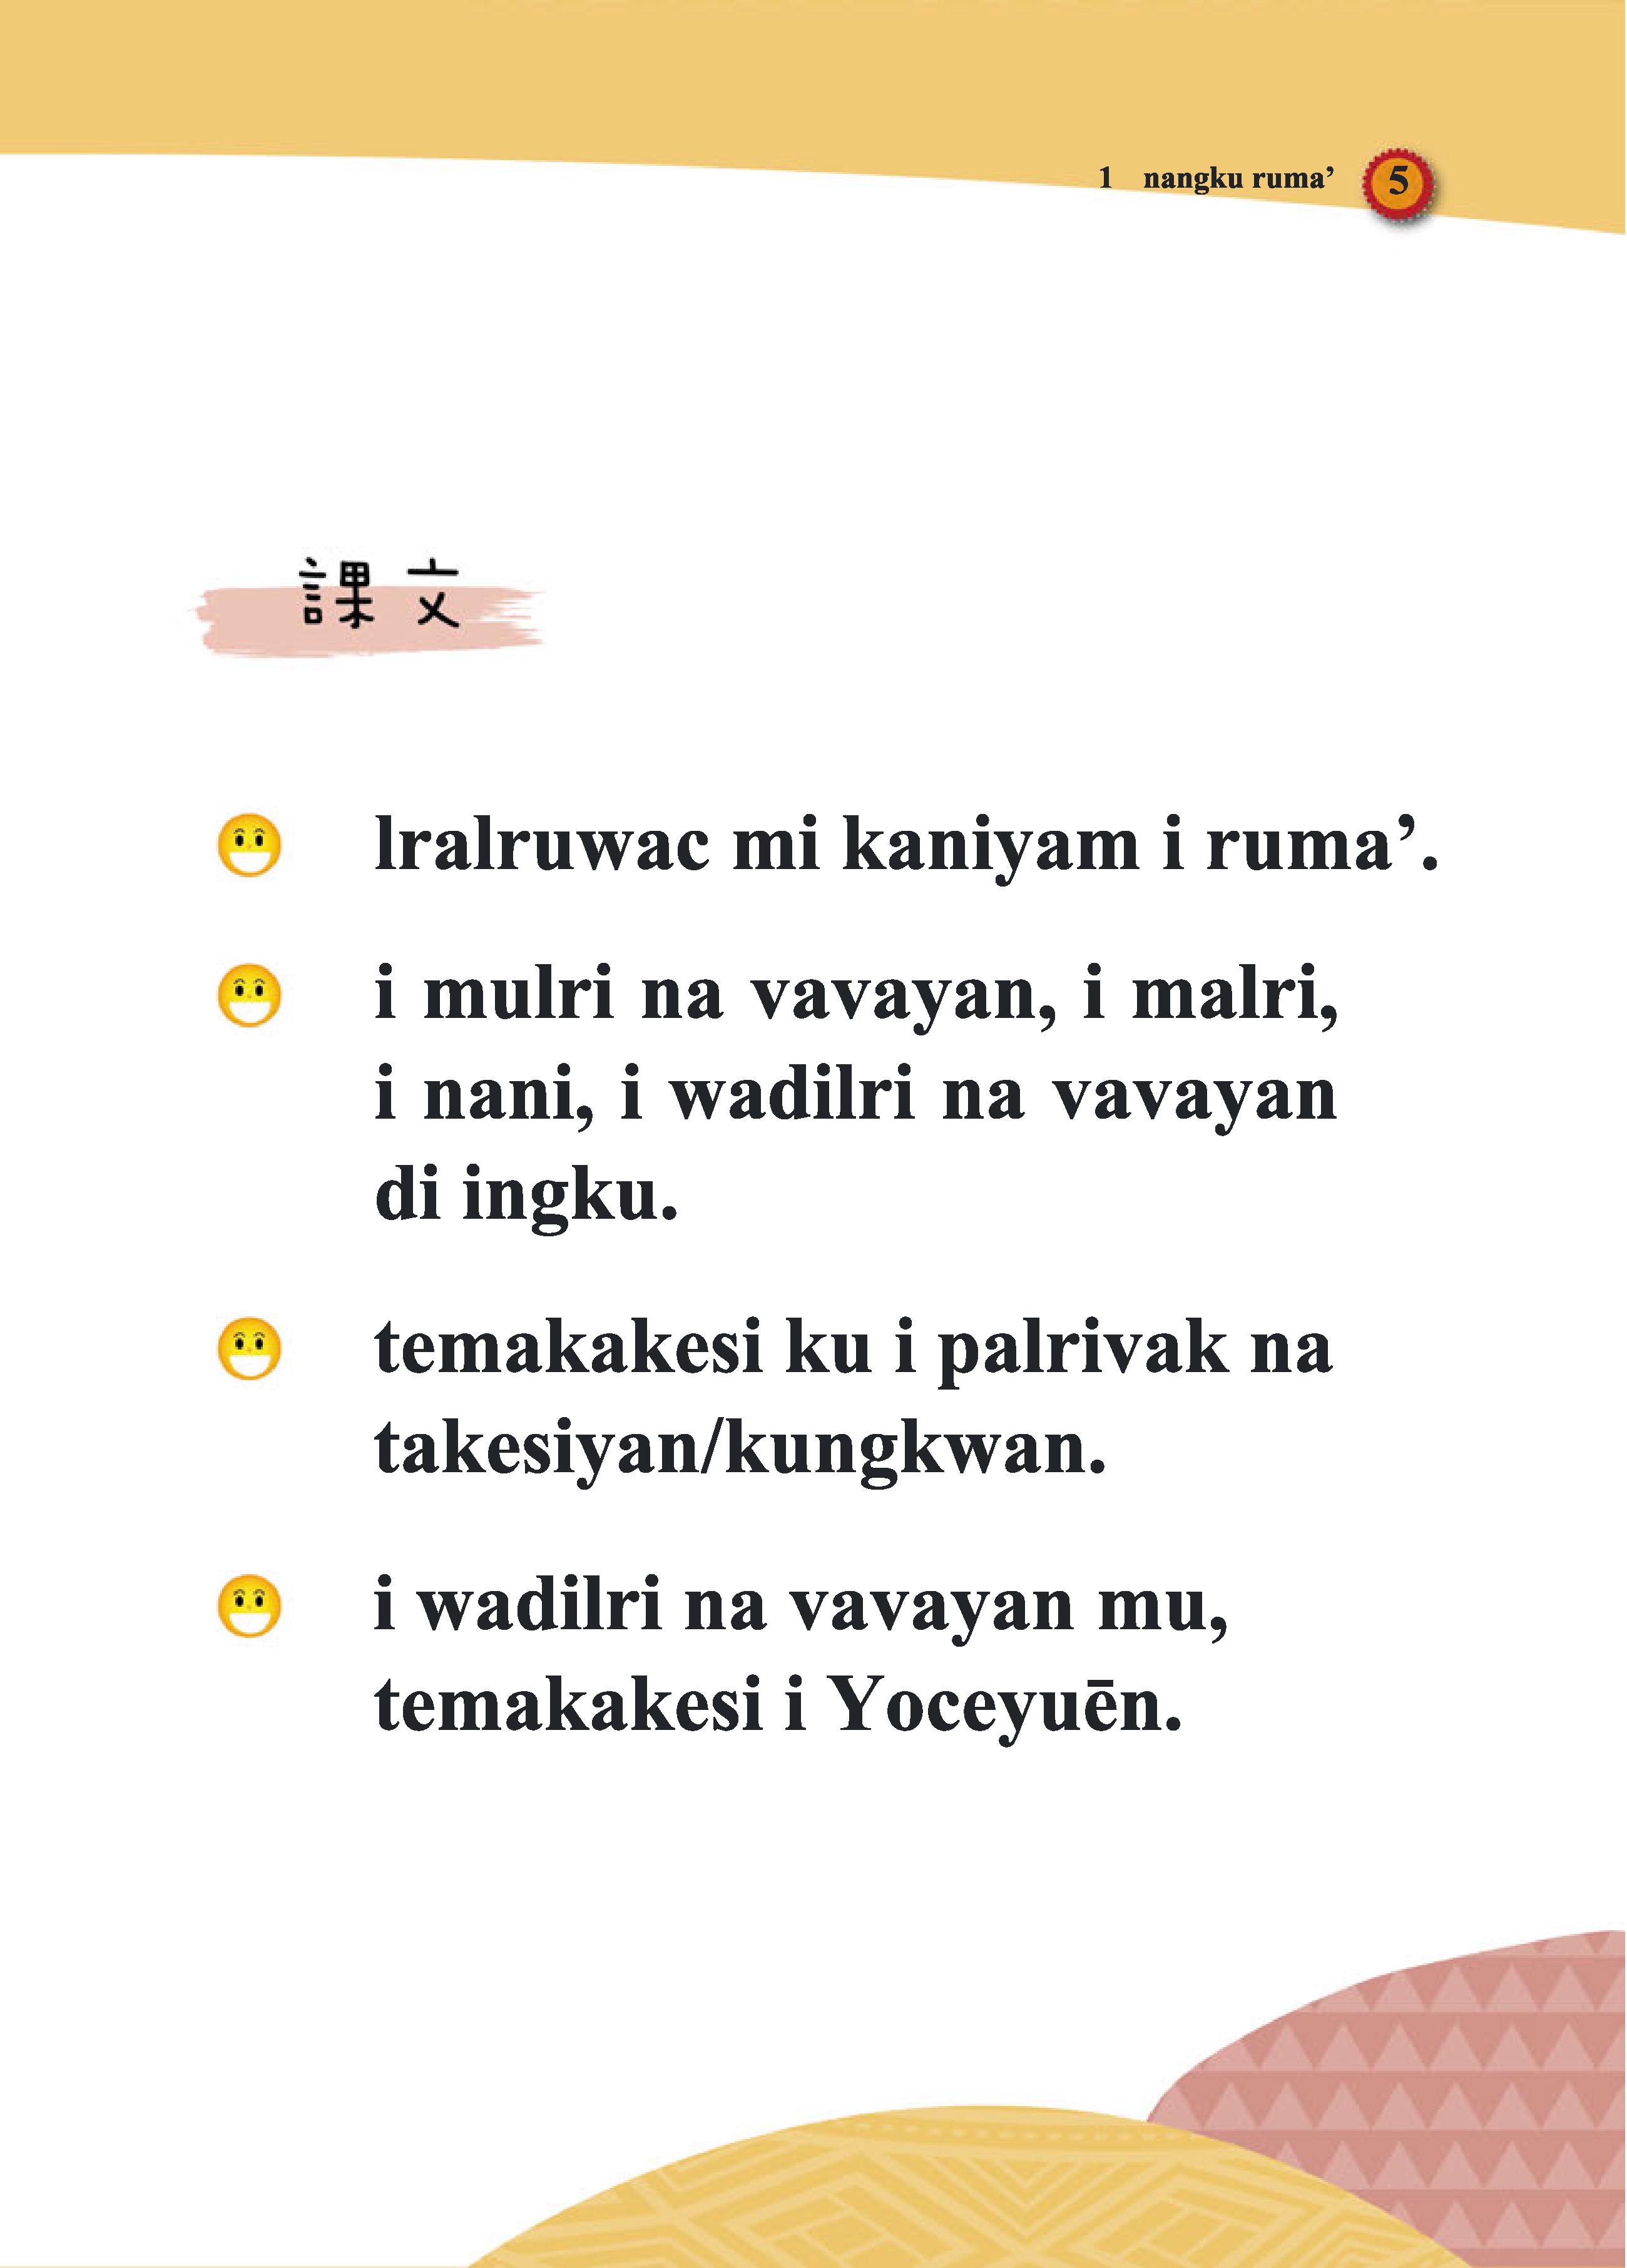 1 nangku ruma’ 5
課文
lralruwac mi kaniyam i ruma’.
i mulri na vavayan, i malri,
i nani, i wadilri na vavayan
di ingku.
temakakesi ku i palrivak na
takesiyan/kungkwan.
i wadilri na vavayan mu,
temakakesi i Yoceyuēn.